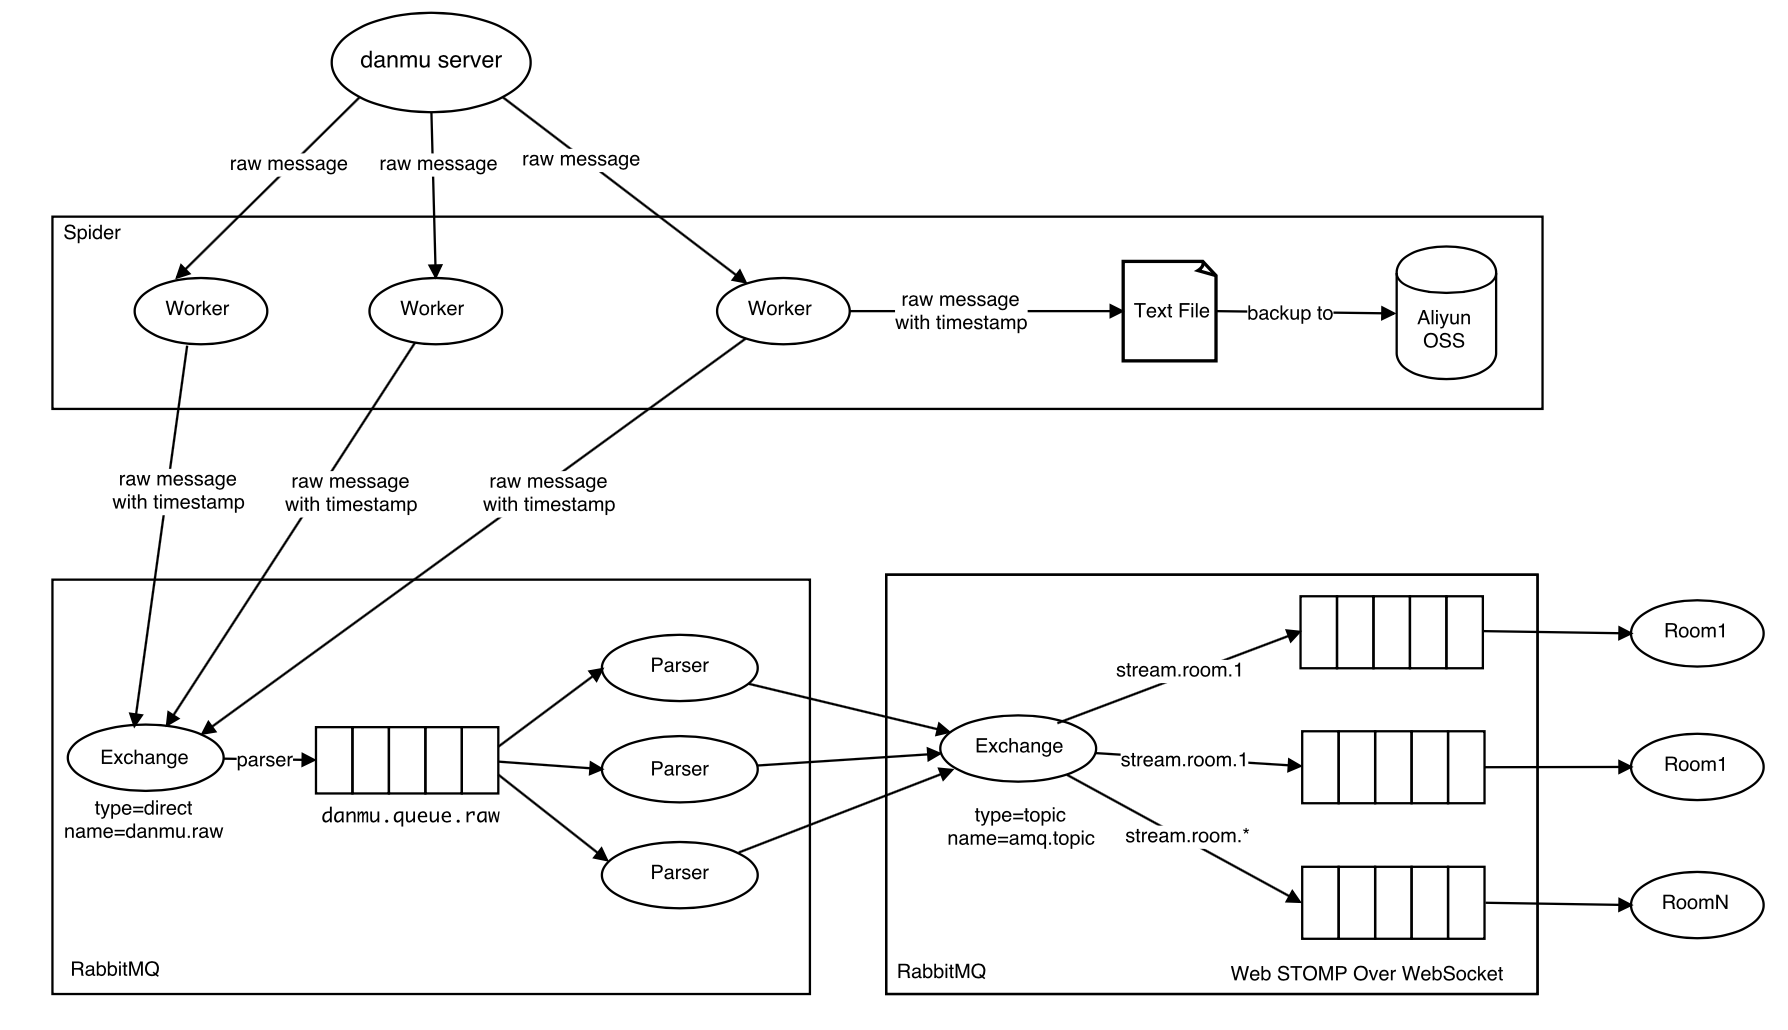 danmu server
raw message
raw message
raw message
Spider
Worker
Worker
Worker
raw message
with timestamp
Text File
backup to
Aliyun
OSS
raw message
with timestamp
raw message
with timestamp
raw message
with timestamp
Exchange
type=direct
name=danmu.raw
parser
danmu.queue.raw
Parser
Parser
Parser
RabbitMQ
Exchange
type=topic
name=amq.topic
stream.room.1
stream.room.1
stream.room.*
RabbitMQ
Web STOMP Over WebSocket
Room1
Room1
RoomN